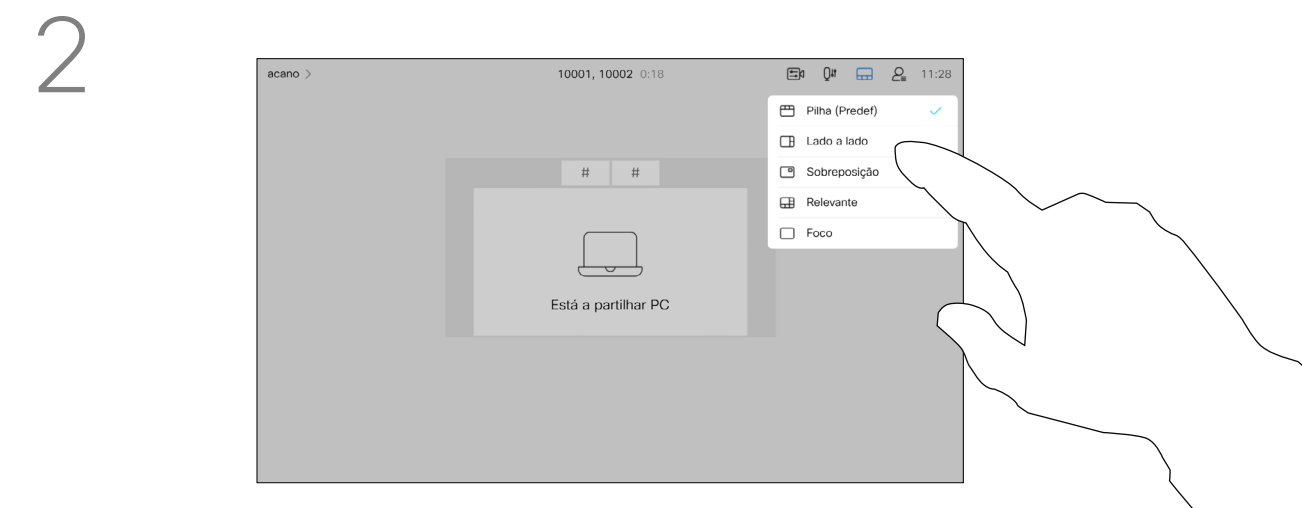 2
acano >
10001, 10002 0:18
11:28
Pilha (Predef)
Lado a lado
Sobreposição
Relevante
Foco
# #
Está a partilhar PC